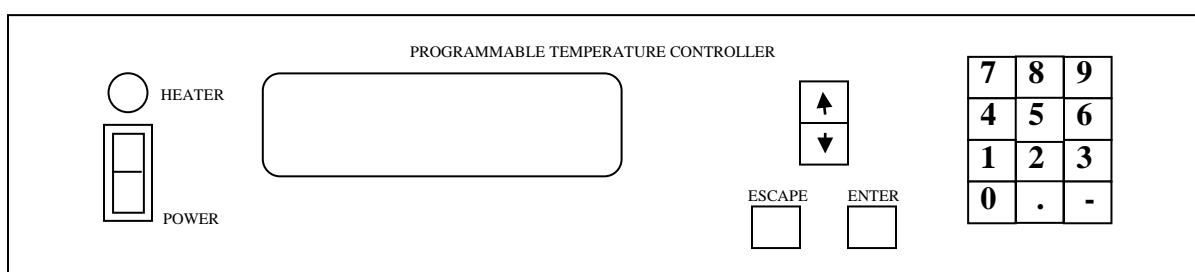 PROGRAMMABLE TEMPERATURE CONTROLLER
HEATER
POWER
ESCAPE ENTER
7 8 9
4 5 6
1 2 3
0 . -